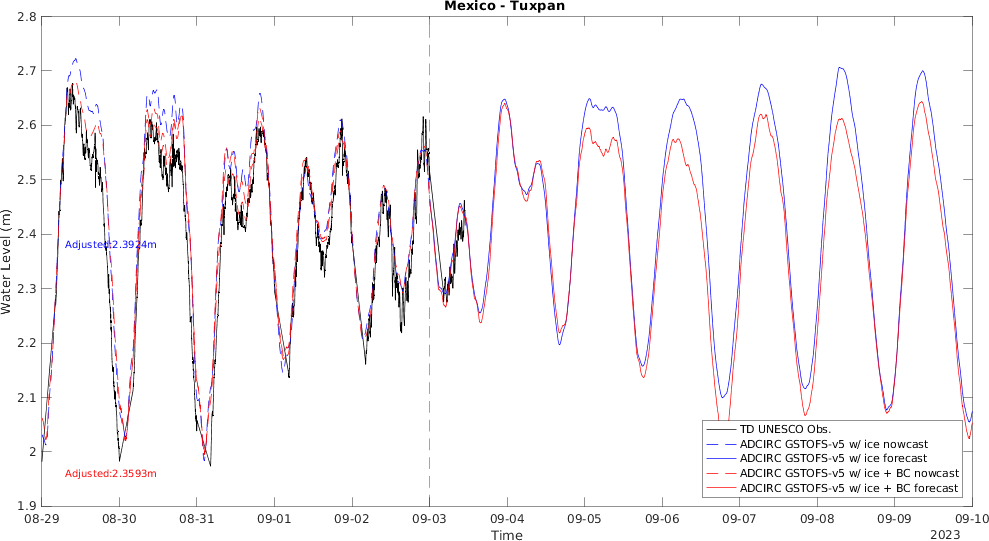 Mexico - Tuxpan
2.8
2.7
2.6
2.5
2.4
2.3
2.2
2.1
2
1.9
Water Level (m)
Adjusted:2.3924m
Adjusted:2.3593m
TD UNESCO Obs.
ADCIRC GSTOFS-v5 w/ ice nowcast
ADCIRC GSTOFS-v5 w/ ice forecast
ADCIRC GSTOFS-v5 w/ ice + BC nowcast
ADCIRC GSTOFS-v5 w/ ice + BC forecast
08-29 08-30 08-31 09-01 09-02 09-03 09-04 09-05 09-06 09-07 09-08 09-09 09-10
Time
2023